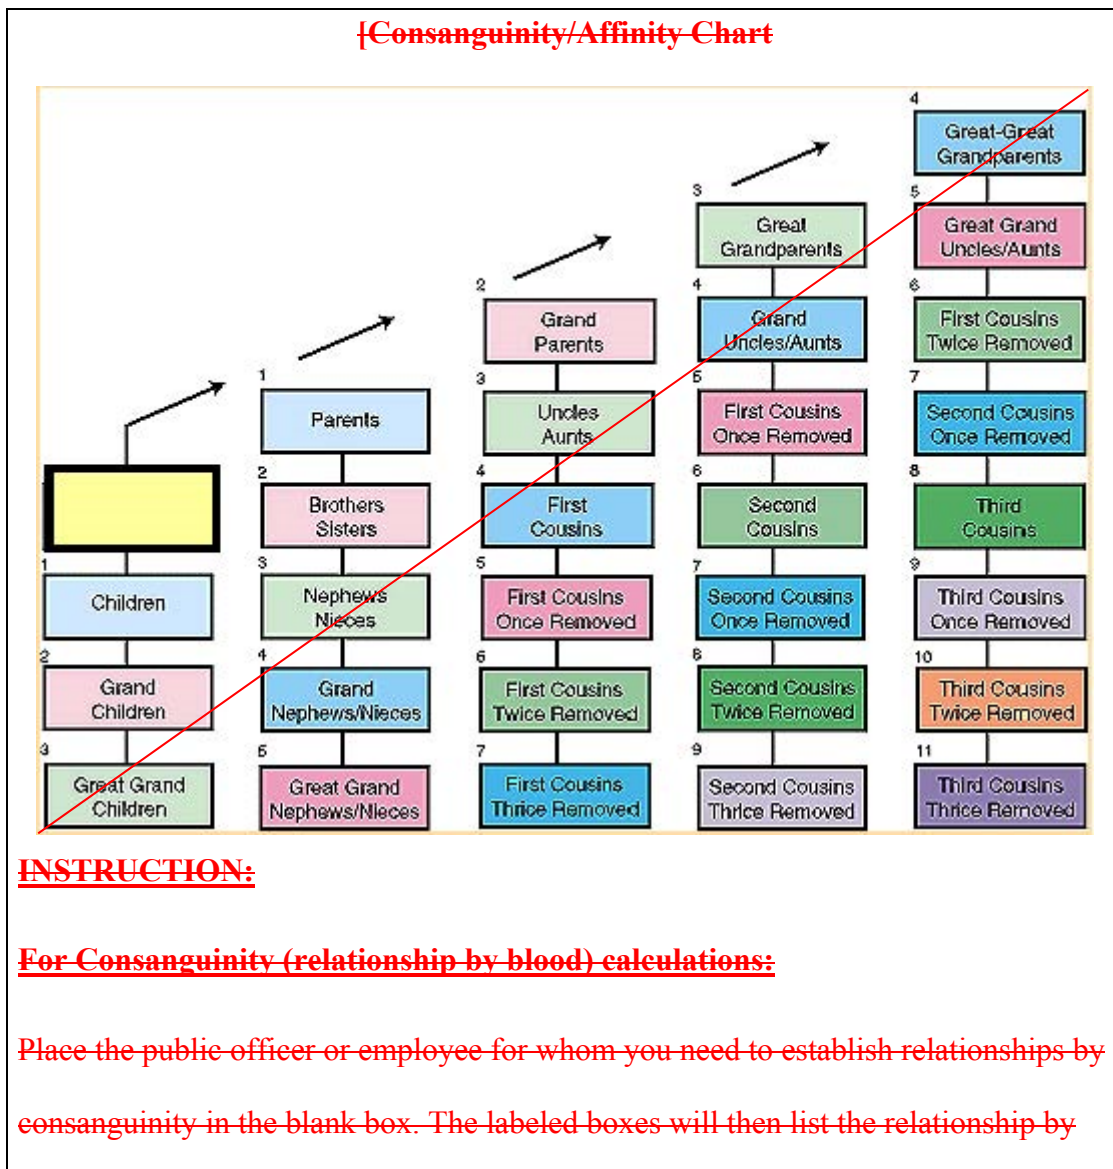 [Consanguinity/Affinity Chart
4
Great-Great
Grandparents
3
Great
Grandparents
5
Great Grand
Uncles/Aunts
2
Grand
Parents
4
Grand
Uncles/Aunts
6
First Cousins
Twice Removed
1
Parents
3
Uncles
Aunts
5
First Cousins
Once Removed
7
Second Cousins
Once Removed
2
Brothers
Sisters
4
First
Cousins
6
Second
Cousins
8
Third
Cousins
1
Children
3
Nephews
Nieces
5
First Cousins
Once Removed
7
Second Cousins
Once Removed
9
Third Cousins
Once Removed
2
Grand
Children
4
Grand
Nephews/Nieces
6
First Cousins
Twice Removed
8
Second Cousins
Twice Removed
10
Third Cousins
Twice Removed
3
Great Grand
Children
5
Great Grand
Nephews/Nieces
7
First Cousins
Thrice Removed
9
Second Cousins
Thrice Removed
11
Third Cousins
Thrice Removed
INSTRUCTION:
For Consanguinity (relationship by blood) calculations:
Place the public officer or employee for whom you need to establish relationships by
consanguinity in the blank box. The labeled boxes will then list the relationship by